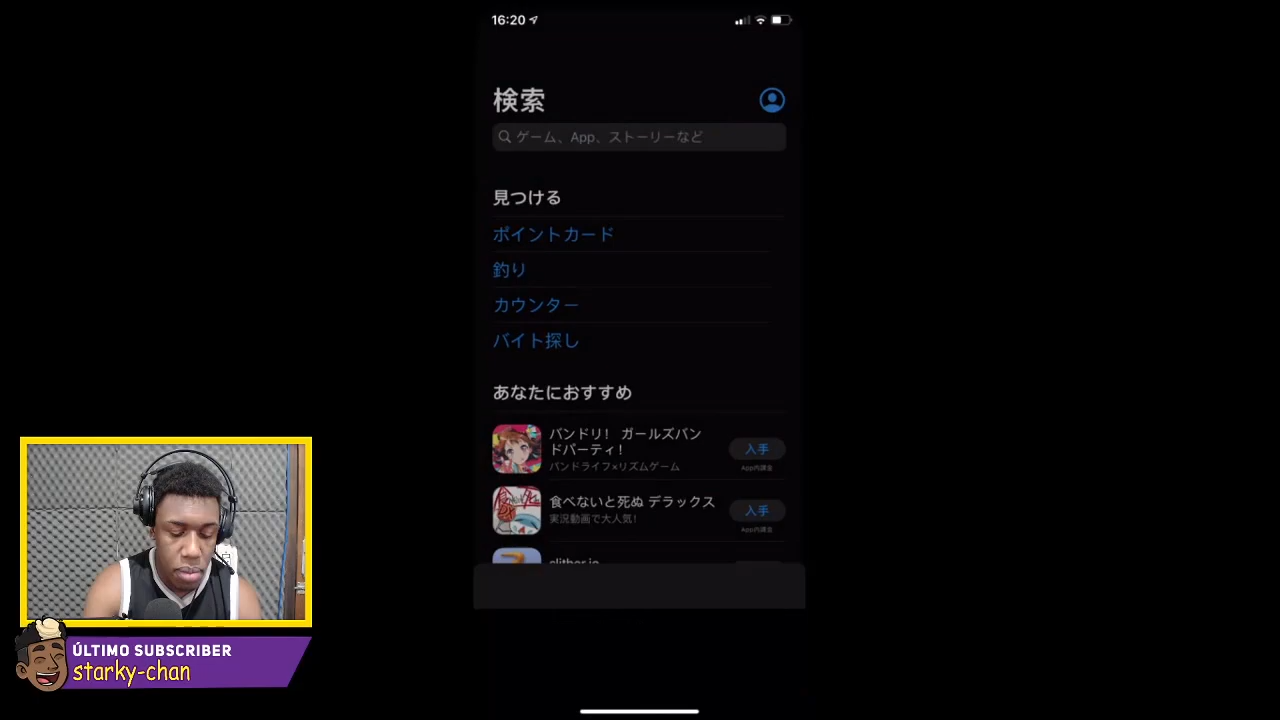 16:20
検索
ゲーム、App、ストーリーなど
見つける
ポイントカード
釣り
カウンター
バイト探し
あなたにおすすめ
バンドリ! ガールズバン
ドパーティ!
バンドライフ×リズムゲーム
入手
App内課金
食べないと死ぬ デラックス
実況動画で大人気!
入手
App内課金
slither.io
ÚLTIMO SUBSCRIBER
starky-chan